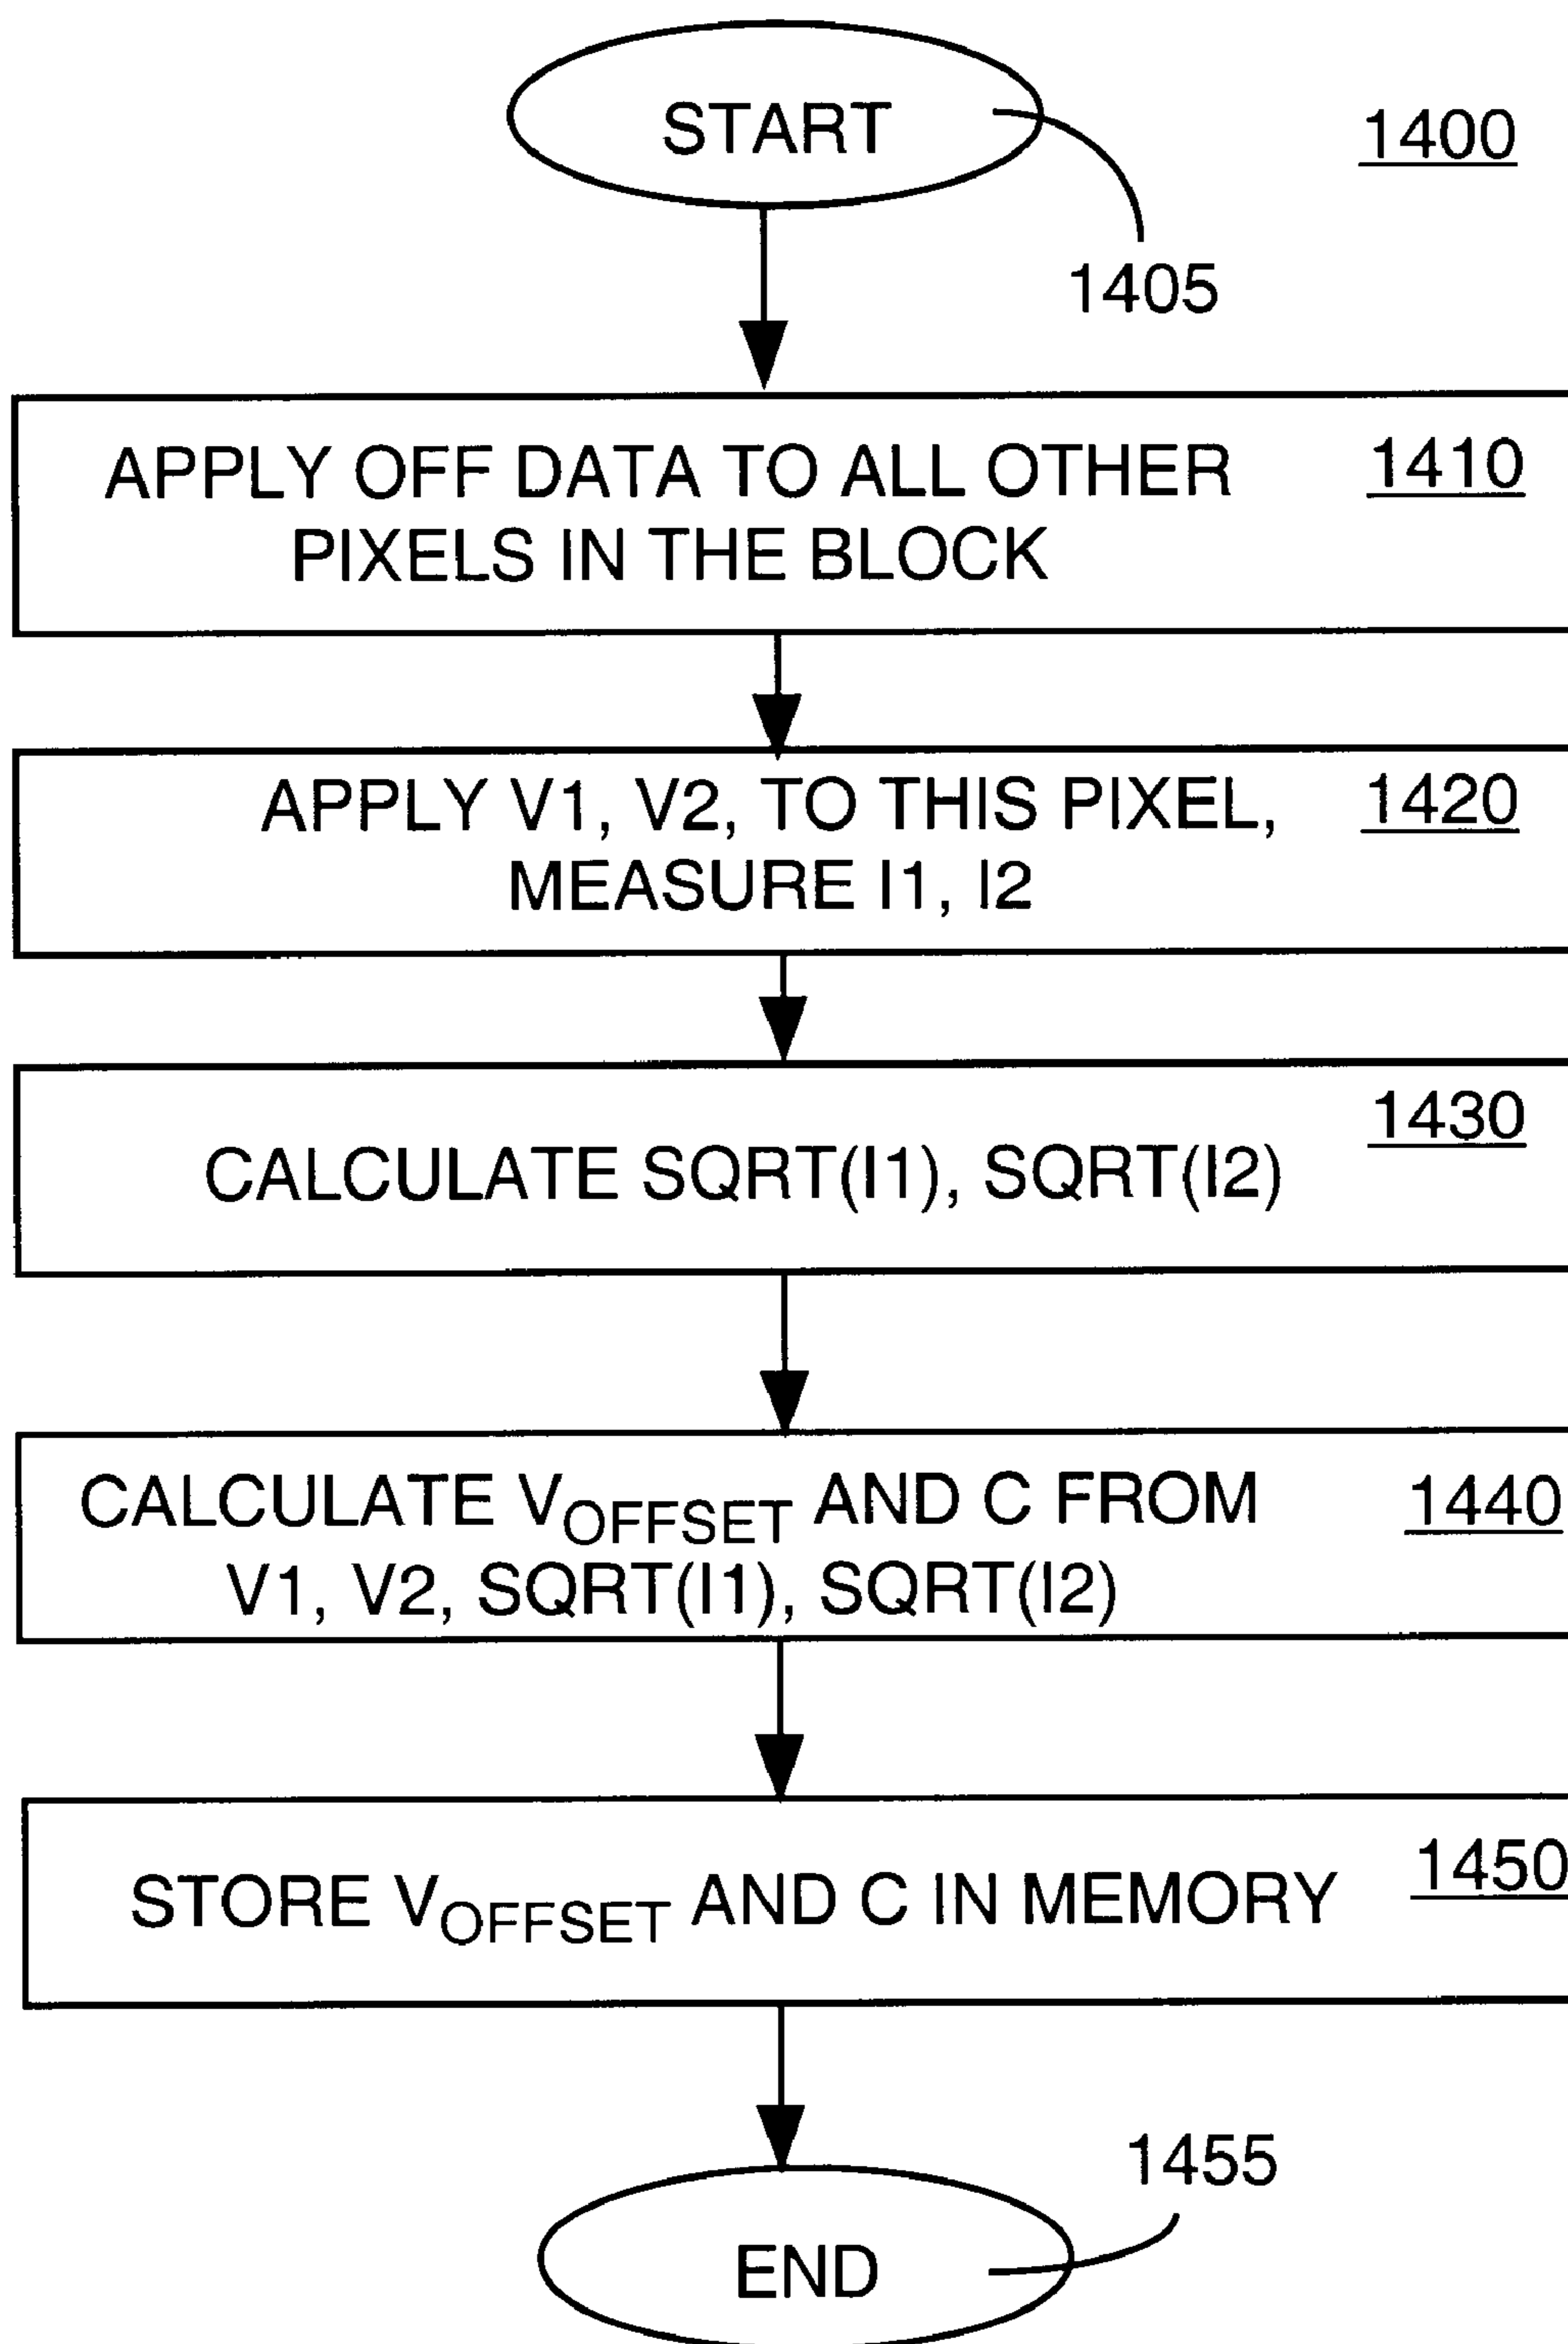 START
1400
1405
APPLY OFF DATA TO ALL OTHER 1410
PIXELS IN THE BLOCK
APPLY V1, V2, TO THIS PIXEL, 1420
MEASURE I1, I2
1430
CALCULATE SQRT(I1), SQRT(I2)
CALCULATE VOFFSET AND C FROM 1440
V1, V2, SQRT(I1), SQRT(I2)
STORE VOFFSET AND C IN MEMORY 1450
1455
END